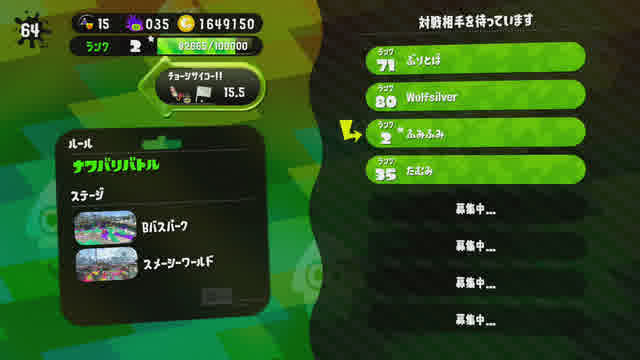 64
15
035
1649150
ランク
2
82665/100000
チョーシサイコー!!
15.5
ルール
ナワバリバトル
ステージ
Bバスパーク
スメーシーワールド
対戦相手を待っています
ランク
71
ぷりとば
ランク
80
Wolfsilver
ランク
2
ふみふみ
ランク
35
たむみ
募集中...
募集中...
募集中...
募集中...